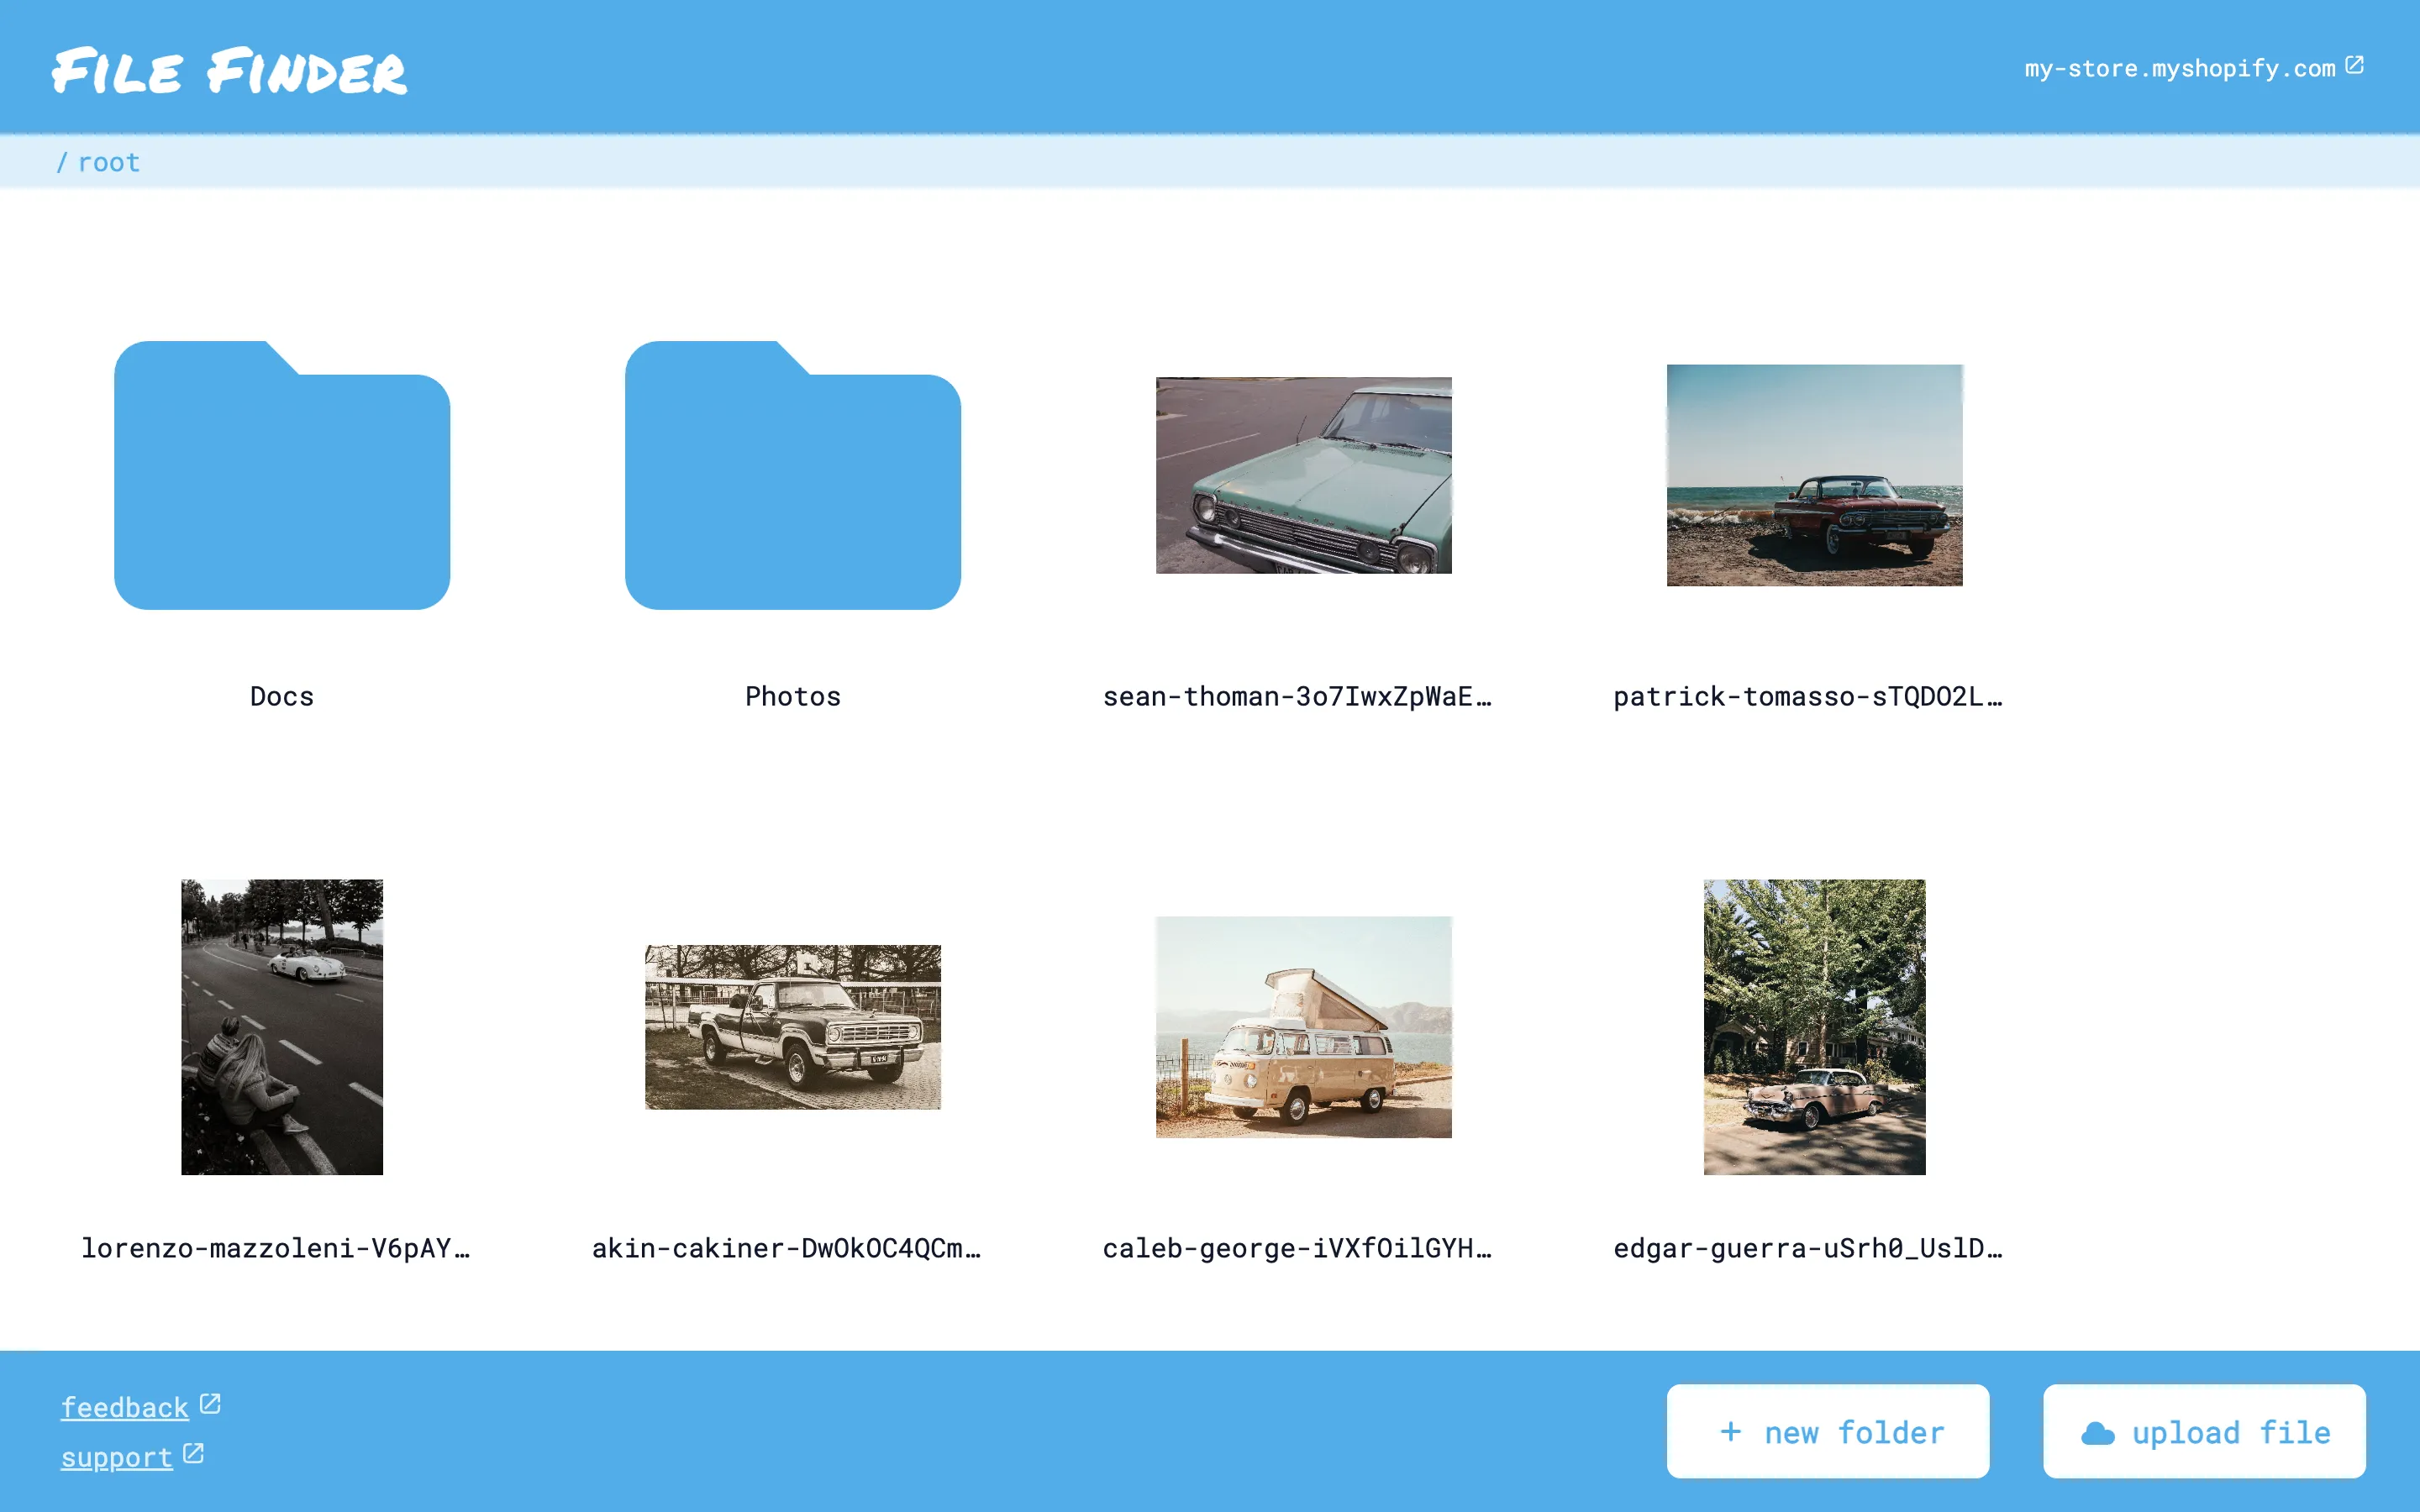 FILE FINDER
my-store.myshopify.com
/ root
Docs
Photos
sean-thoman-3o7IwxZpWaE…
patrick-tomasso-sTQDO2L…
lorenzo-mazzoleni-V6pAY…
akin-cakiner-DwOkOC4QCm…
caleb-george-iVXfOilGYH…
edgar-guerra-uSrh0_UslD…
feedback
support
+ new folder
upload file